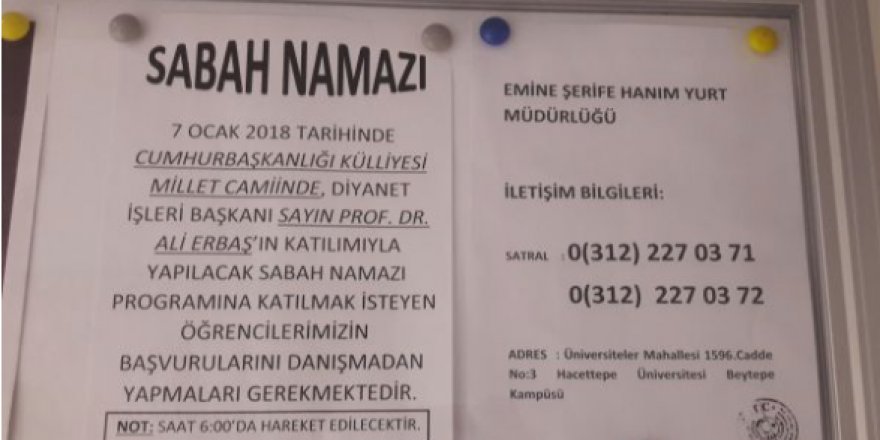 SABAH NAMAZI
7 OCAK 2018 TARİHİNDE
CUMHURBAŞKANLIĞI KÜLLİYESİ
MİLLET CAMİİNDE, DİYANET
İŞLERİ BAŞKANI SAYIN PROF. DR.
ALİ ERBAŞ'IN KATILIMIYLA
YAPILACAK SABAH NAMAZI
PROGRAMINA KATILMAK İSTEYEN
ÖĞRENCİLERİMİZİN
BAŞVURULARINI DANIŞMADAN
YAPMALARI GEREKMEKTEDİR.
NOT: SAAT 6:00'DA HAREKET EDİLECEKTİR.
EMİNE ŞERİFE HANIM YURT
MÜDÜRLÜĞÜ
İLETİŞİM BİLGİLERİ:
SATRAL : 0(312) 227 03 71
0(312) 227 03 72
ADRES : Üniversiteler Mahallesi 1596.Cadde
No:3 Hacettepe Üniversitesi Beytepe
Kampüsü
T.C.